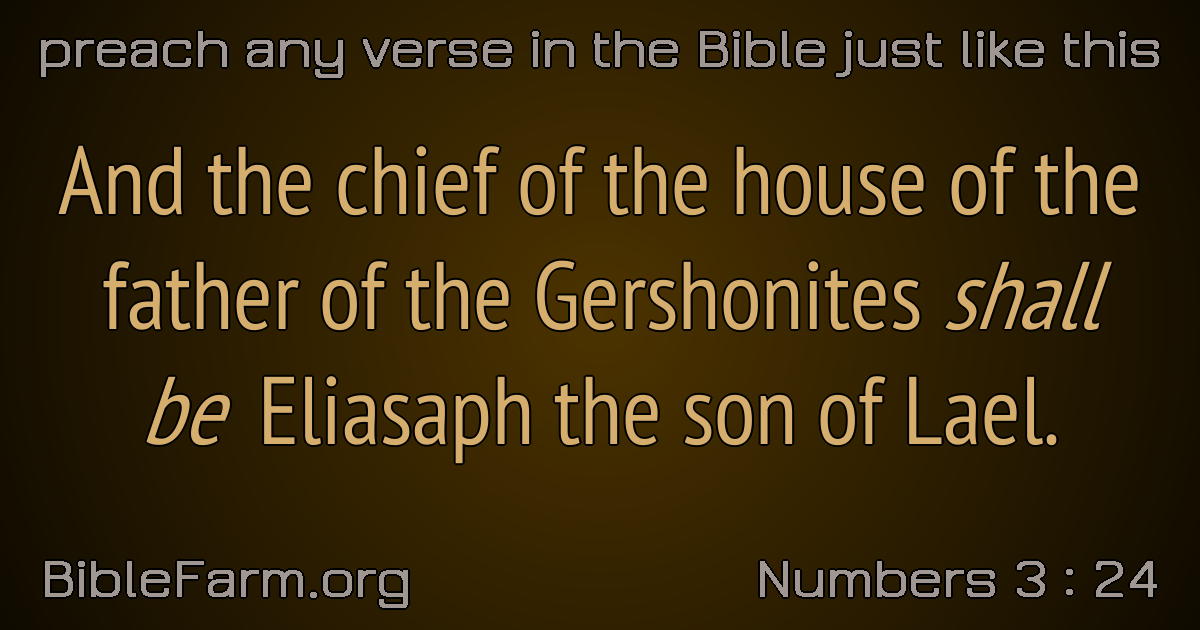 preach any verse in the Bible just like this
And the chief of the house of the
father of the Gershonites shall
be Eliasaph the son of Lael.
BibleFarm.org
Numbers 3 : 24